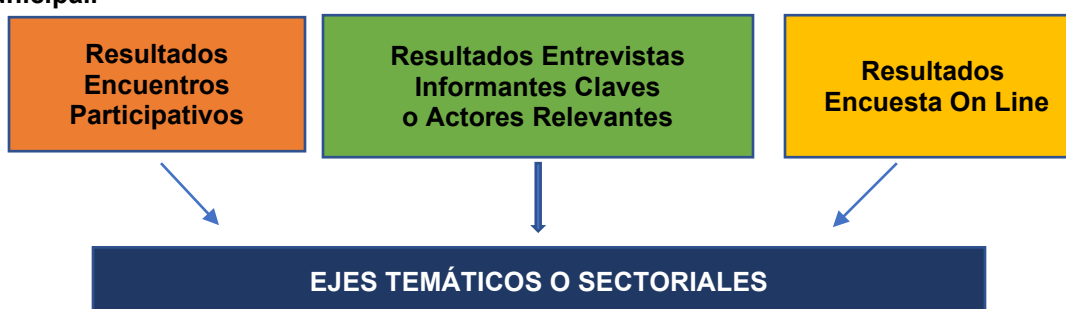 Resultados
Encuentros
Participativos
Resultados Entrevistas
Informantes Claves
o Actores Relevantes
Resultados
Encuesta On Line
EJES TEMÁTICOS O SECTORIALES